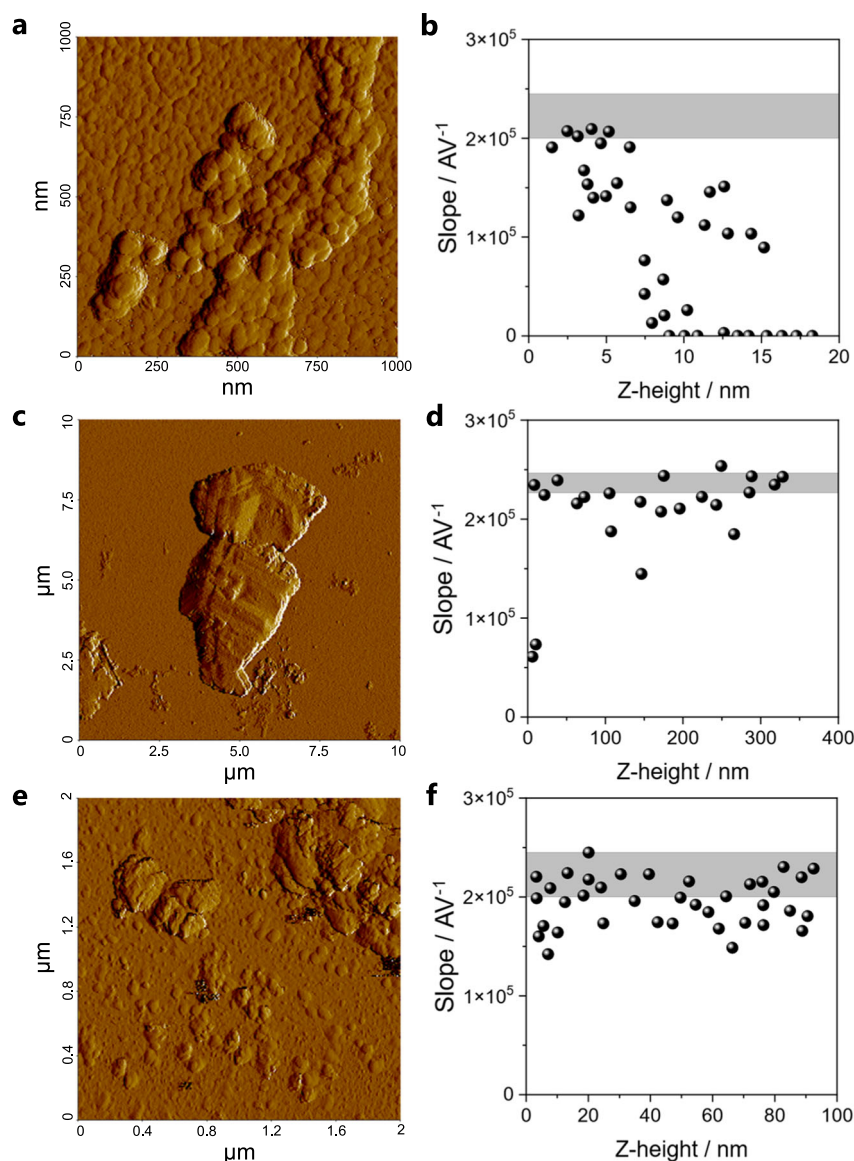 a
1000
750
500
250
0
nm
0 250 500 750 1000
nm
b
3×10⁵
2×10⁵
1×10⁵
0
Slope / AV⁻¹
0 5 10 15 20
Z-height / nm
c
10
7.5
5.0
2.5
0
µm
0 2.5 5.0 7.5 10
µm
d
3×10⁵
2×10⁵
1×10⁵
0
Slope / AV⁻¹
0 100 200 300 400
Z-height / nm
e
2
1.6
1.2
0.8
0.4
0
µm
0 0.4 0.8 1.2 1.6 2
µm
f
3×10⁵
2×10⁵
1×10⁵
0
Slope / AV⁻¹
0 20 40 60 80 100
Z-height / nm